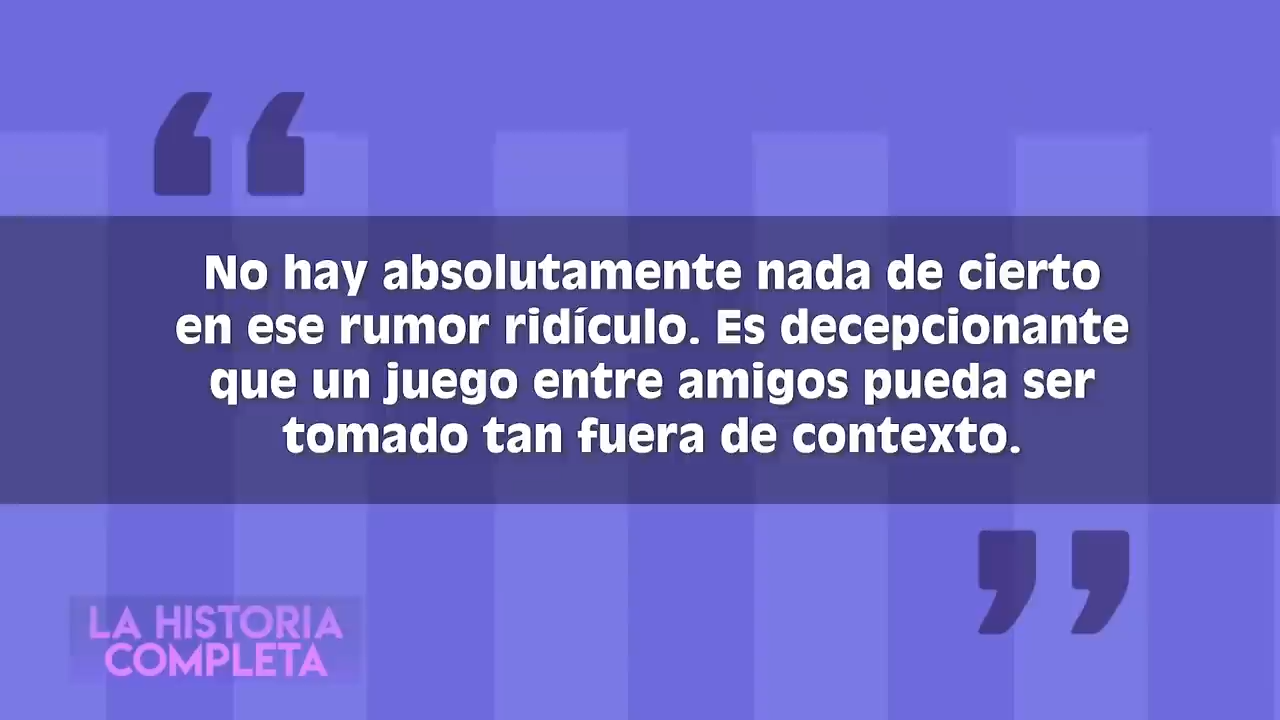 No hay absolutamente nada de cierto
en ese rumor ridículo. Es decepcionante
que un juego entre amigos pueda ser
tomado tan fuera de contexto.
LA HISTORIA
COMPLETA